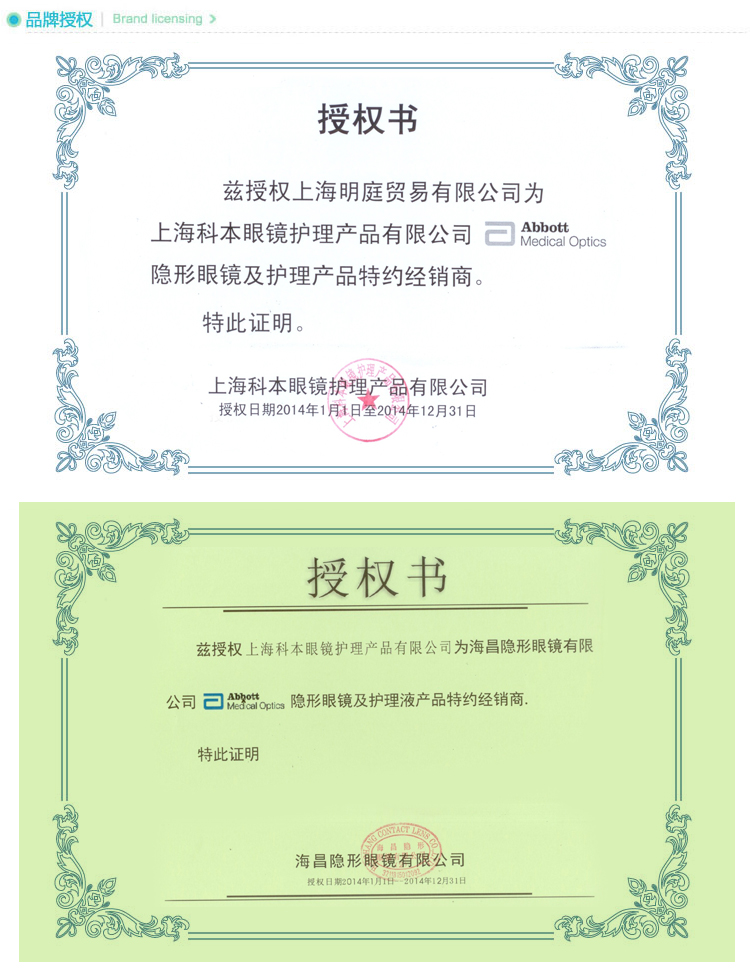 品牌授权 | Brand licensing >
授权书
兹授权上海明庭贸易有限公司为
上海科本眼镜护理产品有限公司 Abbott
Medical Optics
隐形眼镜及护理产品特约经销商。
特此证明。
上海科本眼镜护理产品有限公司
授权日期2014年1月1日至2014年12月31日
授权书
兹授权上海科本眼镜护理产品有限公司为海昌隐形眼镜有限
公司 Abbott
Medical Optics 隐形眼镜及护理液产品特约经销商.
特此证明
海昌隐形眼镜有限公司
授权日期2014年1月1日--2014年12月31日